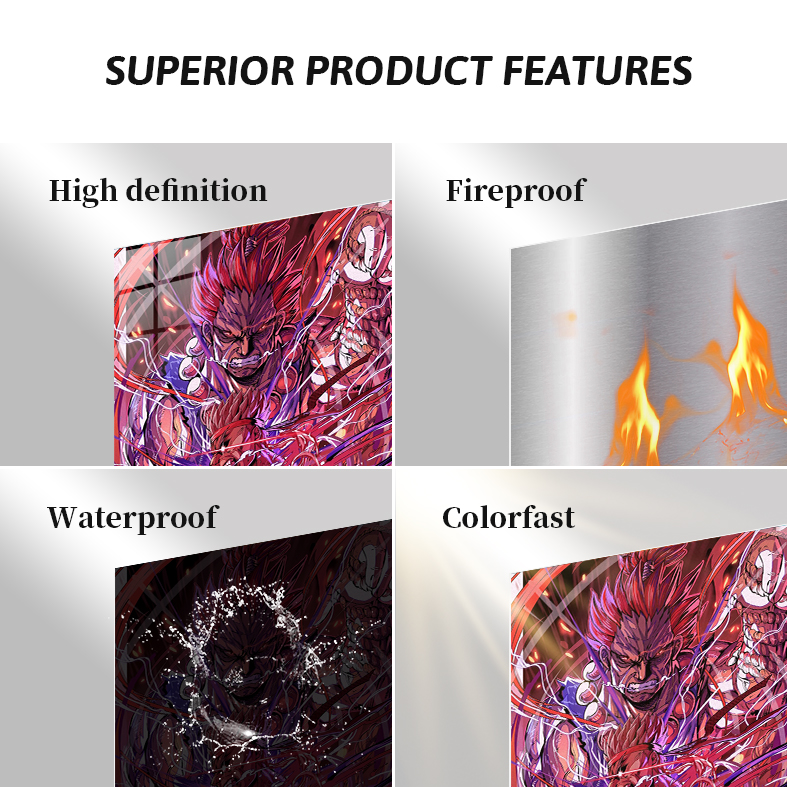 SUPERIOR PRODUCT FEATURES
High definition
Fireproof
Waterproof
Colorfast